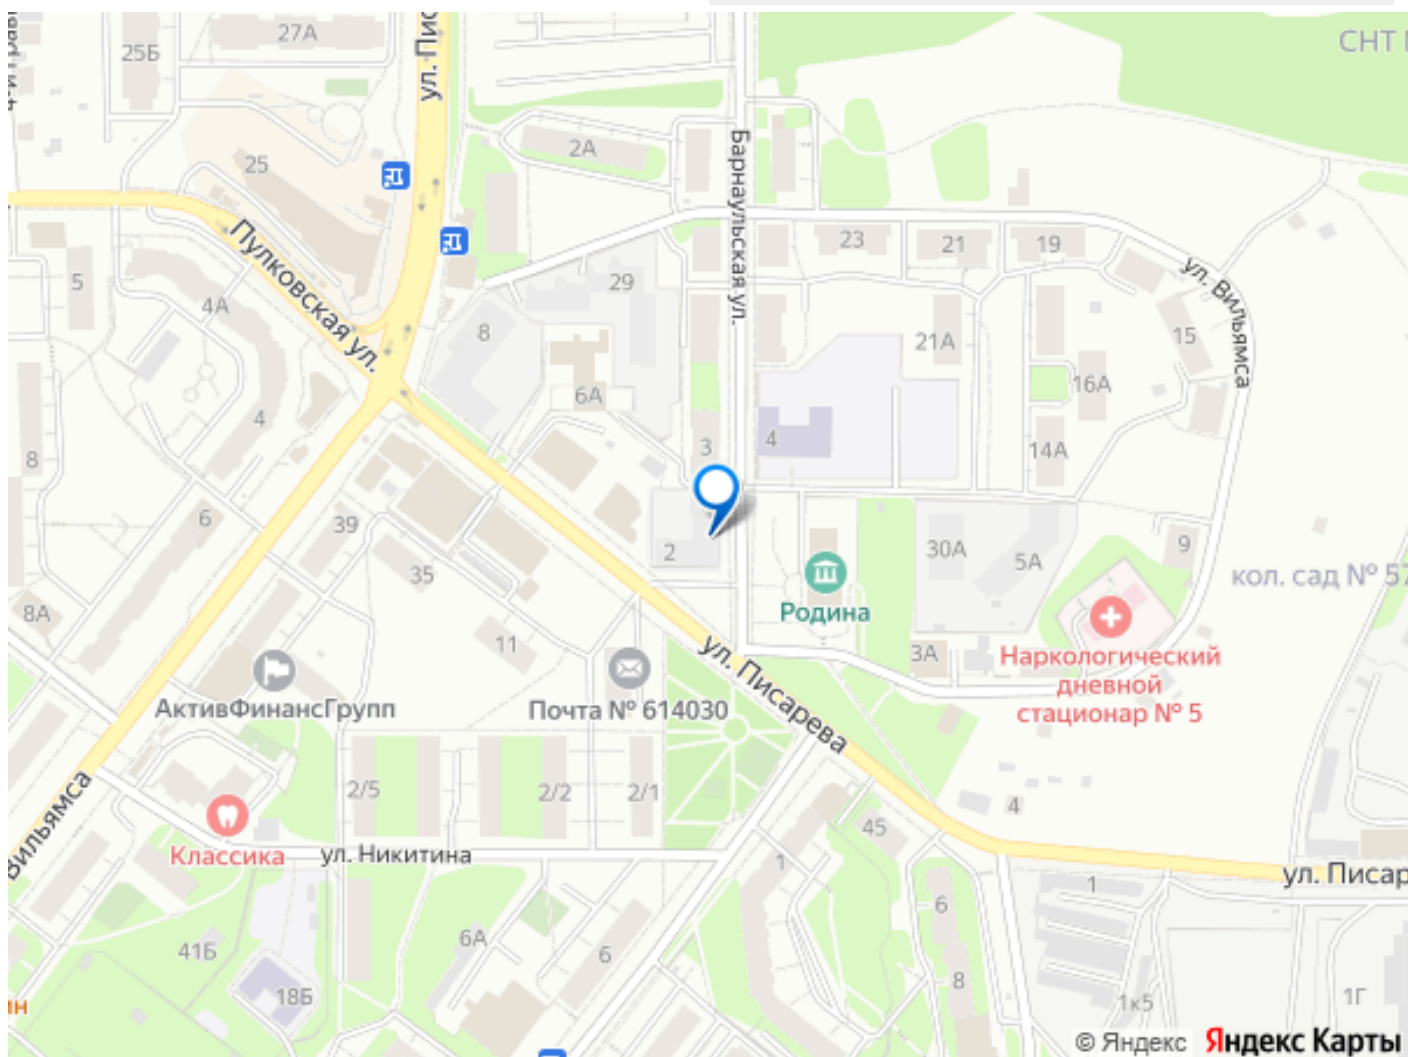 27А
25Б
ул. Пис
СНТ
2А
25
Барнаульская ул.
Пулковская ул.
5
4А
29
23
21
19
ул. Вильямса
8
21А
15
6А
16А
4
3
4
14А
8
6
39
2
30А
5А
9
35
кол. сад № 57
8А
Родина
11
ул. Писарева
3А
Наркологический
дневной
стационар № 5
АктивФинансГрупп
Почта № 614030
2/5
2/2
2/1
4
Вильямса
45
Классика
ул. Никитина
1
ул. Писар
1
6
6А
41Б
6
8
18Б
1к5
1Г
ин
© Яндекс
Яндекс Карты